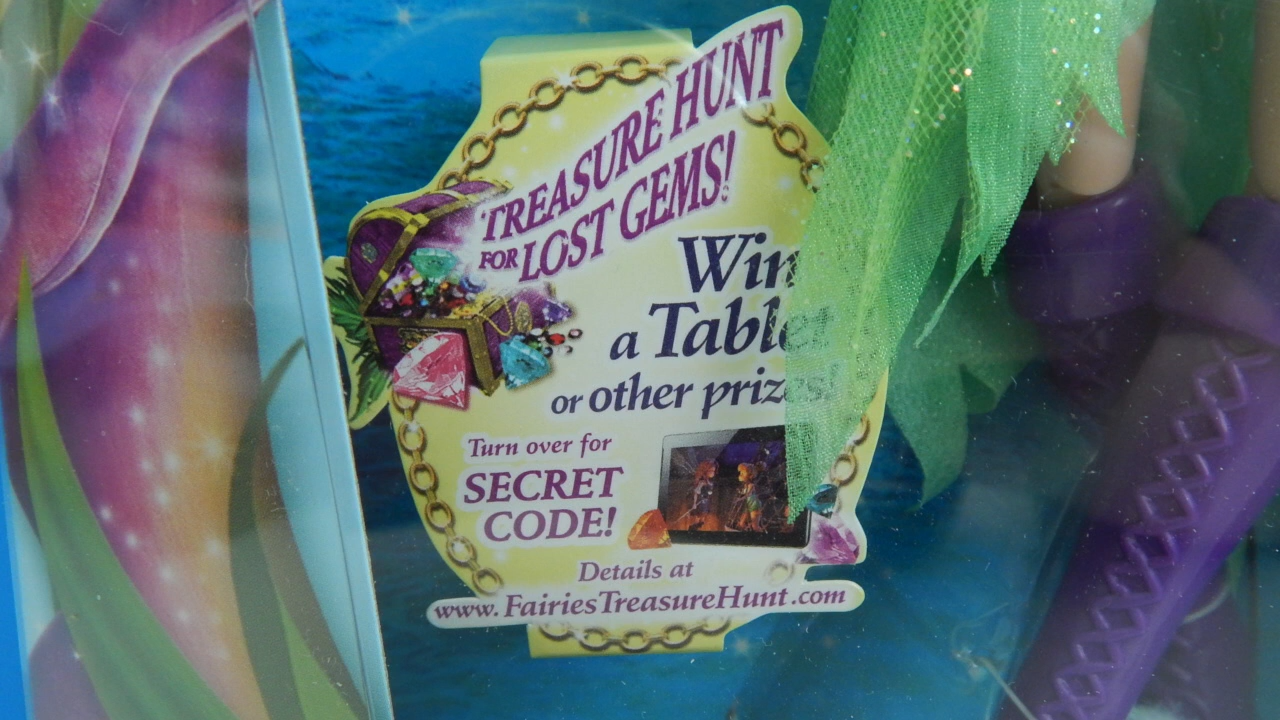 TREASURE HUNT
FOR LOST GEMS!
Win
a Tablet
or other prizes!
Turn over for
SECRET
CODE!
Details at
www.FairiesTreasureHunt.com